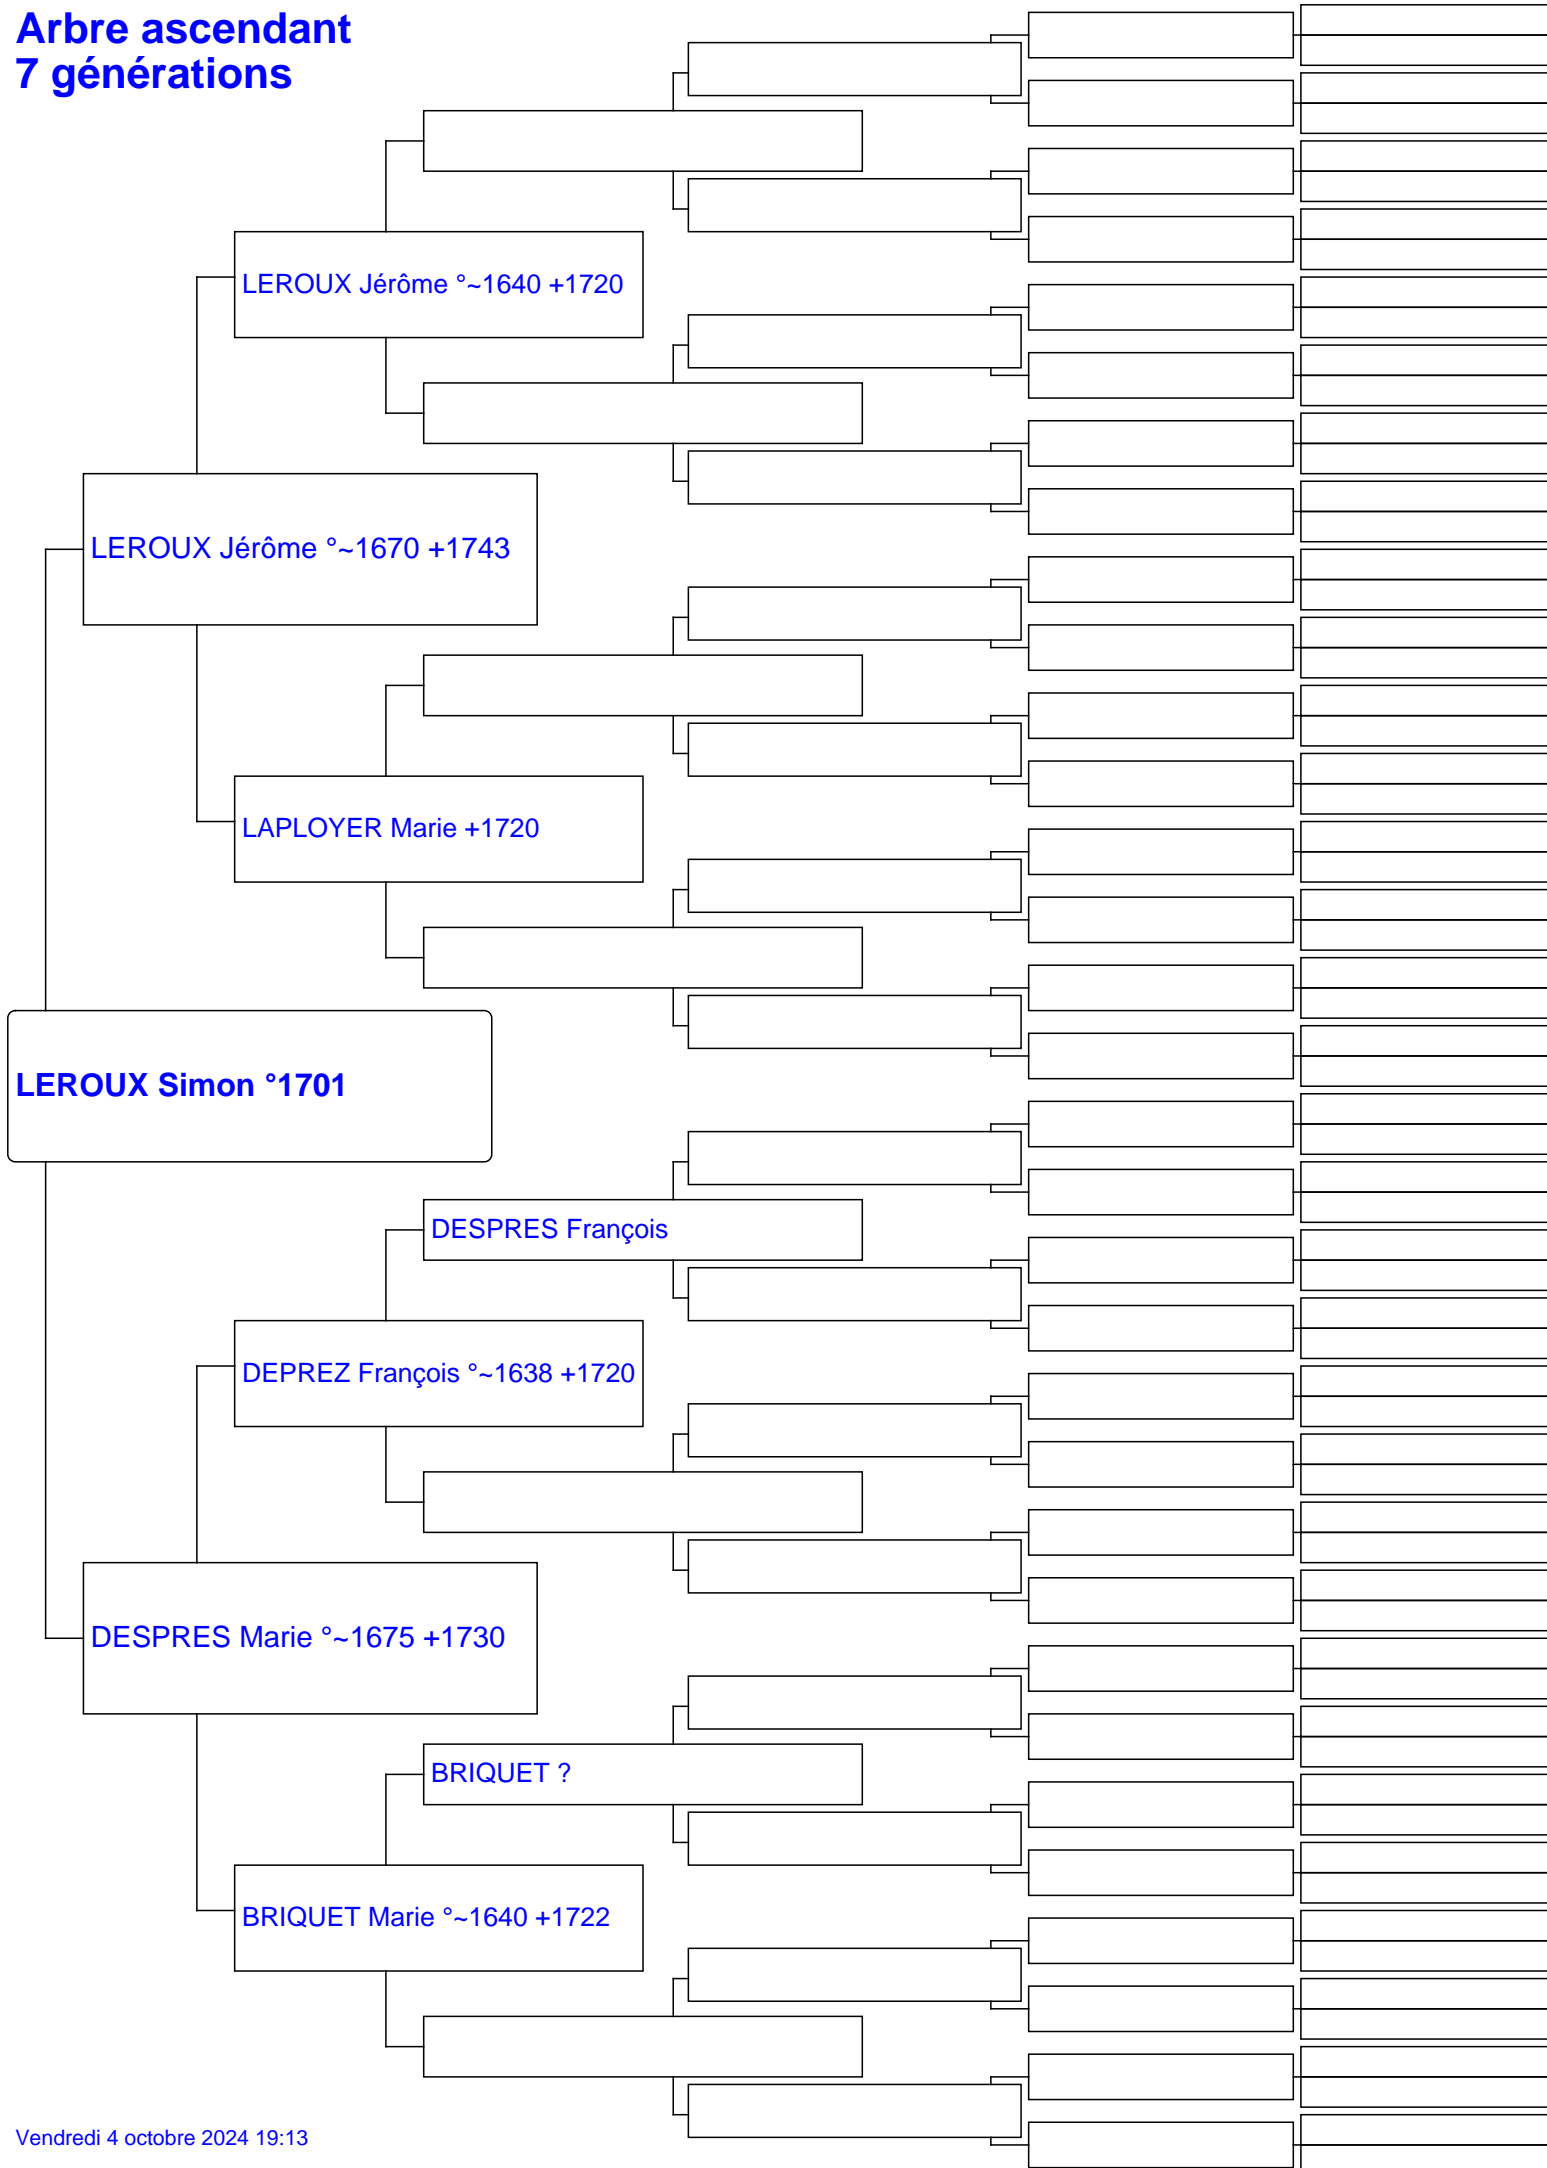 Arbre ascendant
7 générations
LEROUX Jérôme °~1640 +1720
LEROUX Jérôme °~1670 +1743
LAPLOYER Marie +1720
LEROUX Simon °1701
DESPRES François
DEPREZ François °~1638 +1720
DESPRES Marie °~1675 +1730
BRIQUET ?
BRIQUET Marie °~1640 +1722
Vendredi 4 octobre 2024 19:13